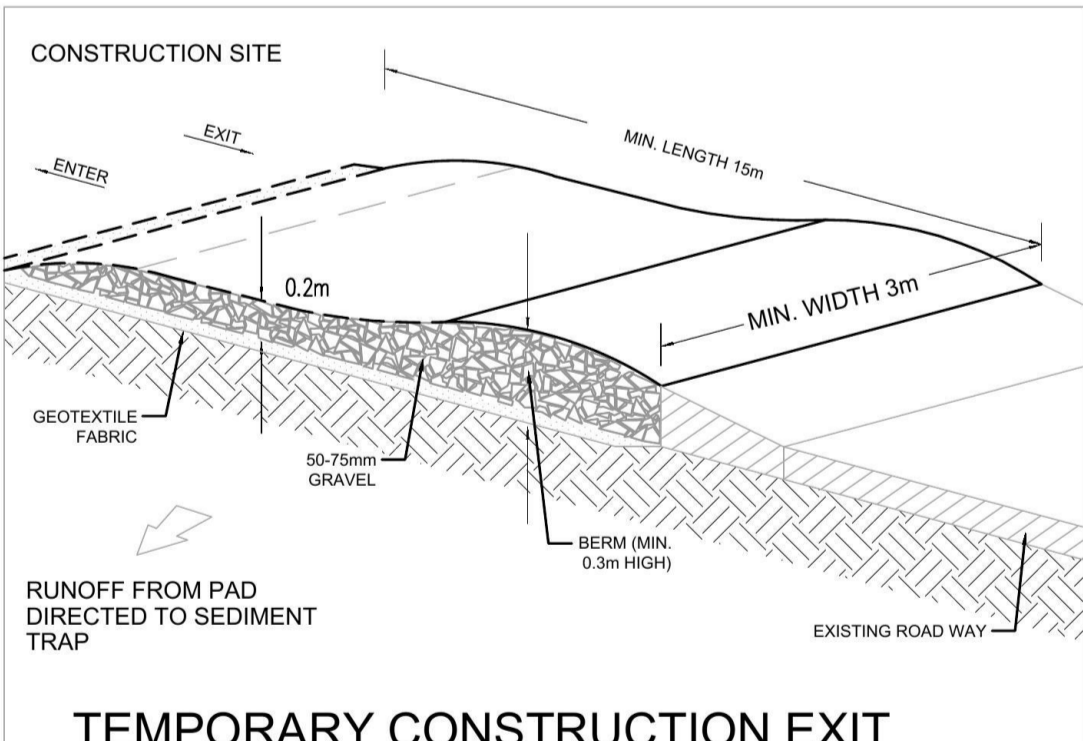 CONSTRUCTION SITE
EXIT
ENTER
MIN. LENGTH 15m
0.2m
MIN. WIDTH 3m
GEOTEXTILE
FABRIC
50-75mm
GRAVEL
BERM (MIN.
0.3m HIGH)
RUNOFF FROM PAD
DIRECTED TO SEDIMENT
TRAP
EXISTING ROAD WAY
TEMPORARY CONSTRUCTION EXIT